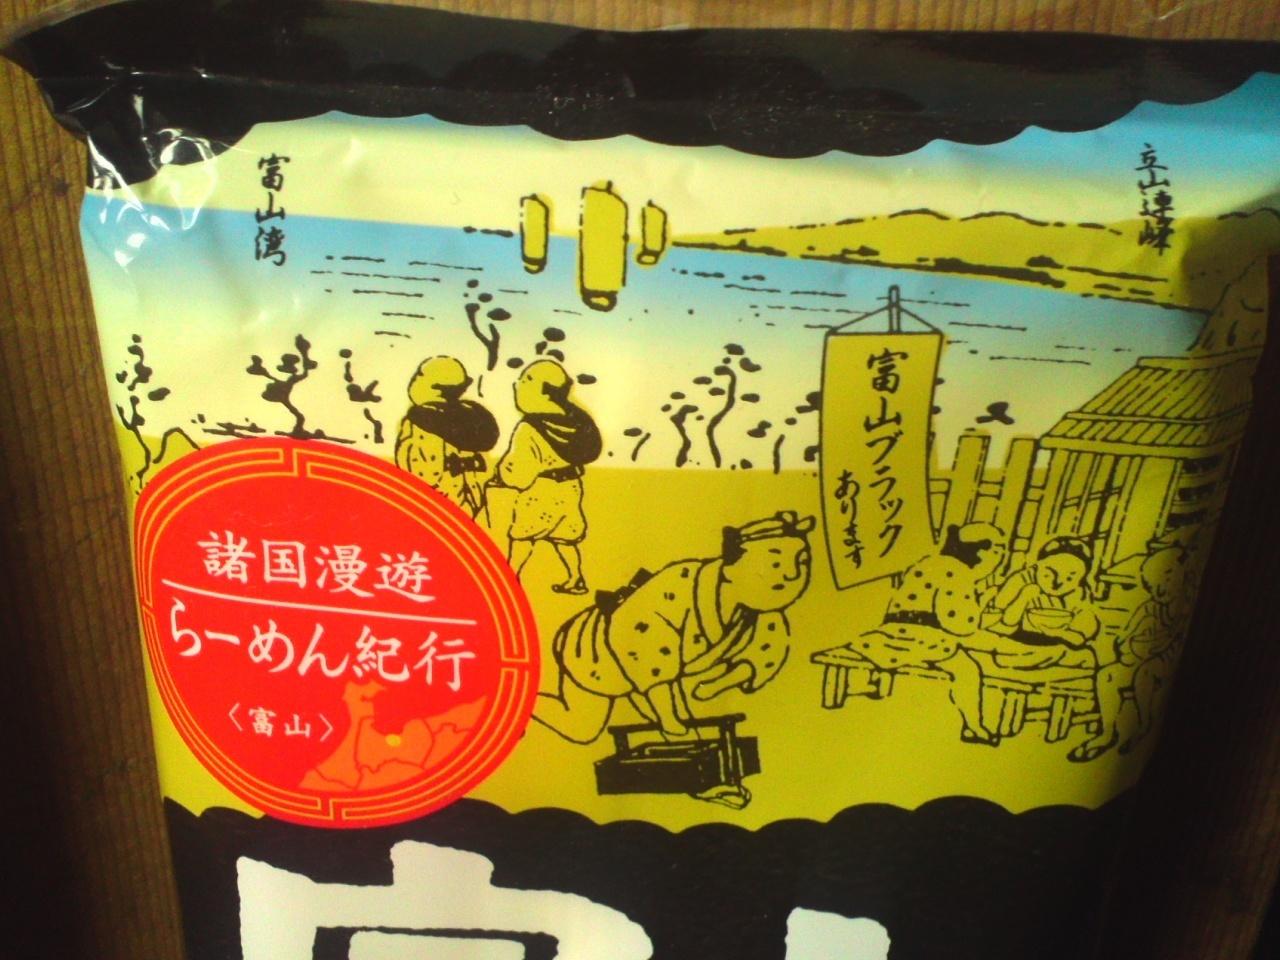 富山湾
立山連峰
富山ブラック
あります
諸国漫遊
らーめん紀行
〈富山〉